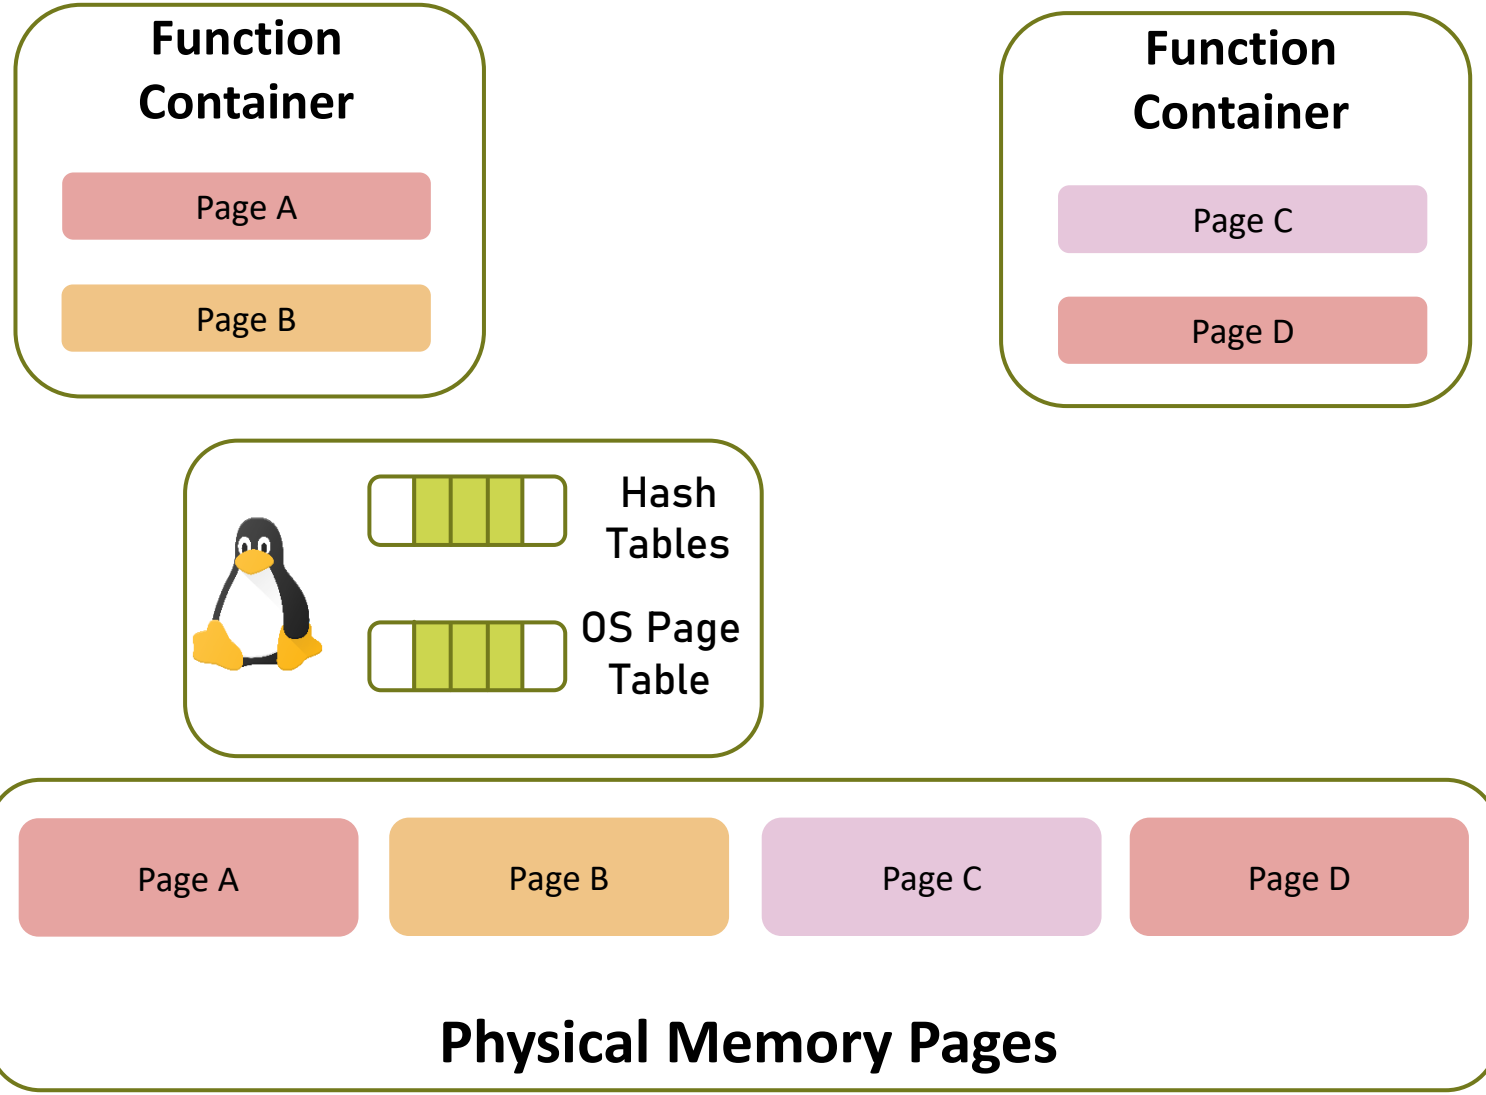 Function
Container
Page A
Page B
Function
Container
Page C
Page D
Hash
Tables
OS Page
Table
Page A
Page B
Page C
Page D
Physical Memory Pages